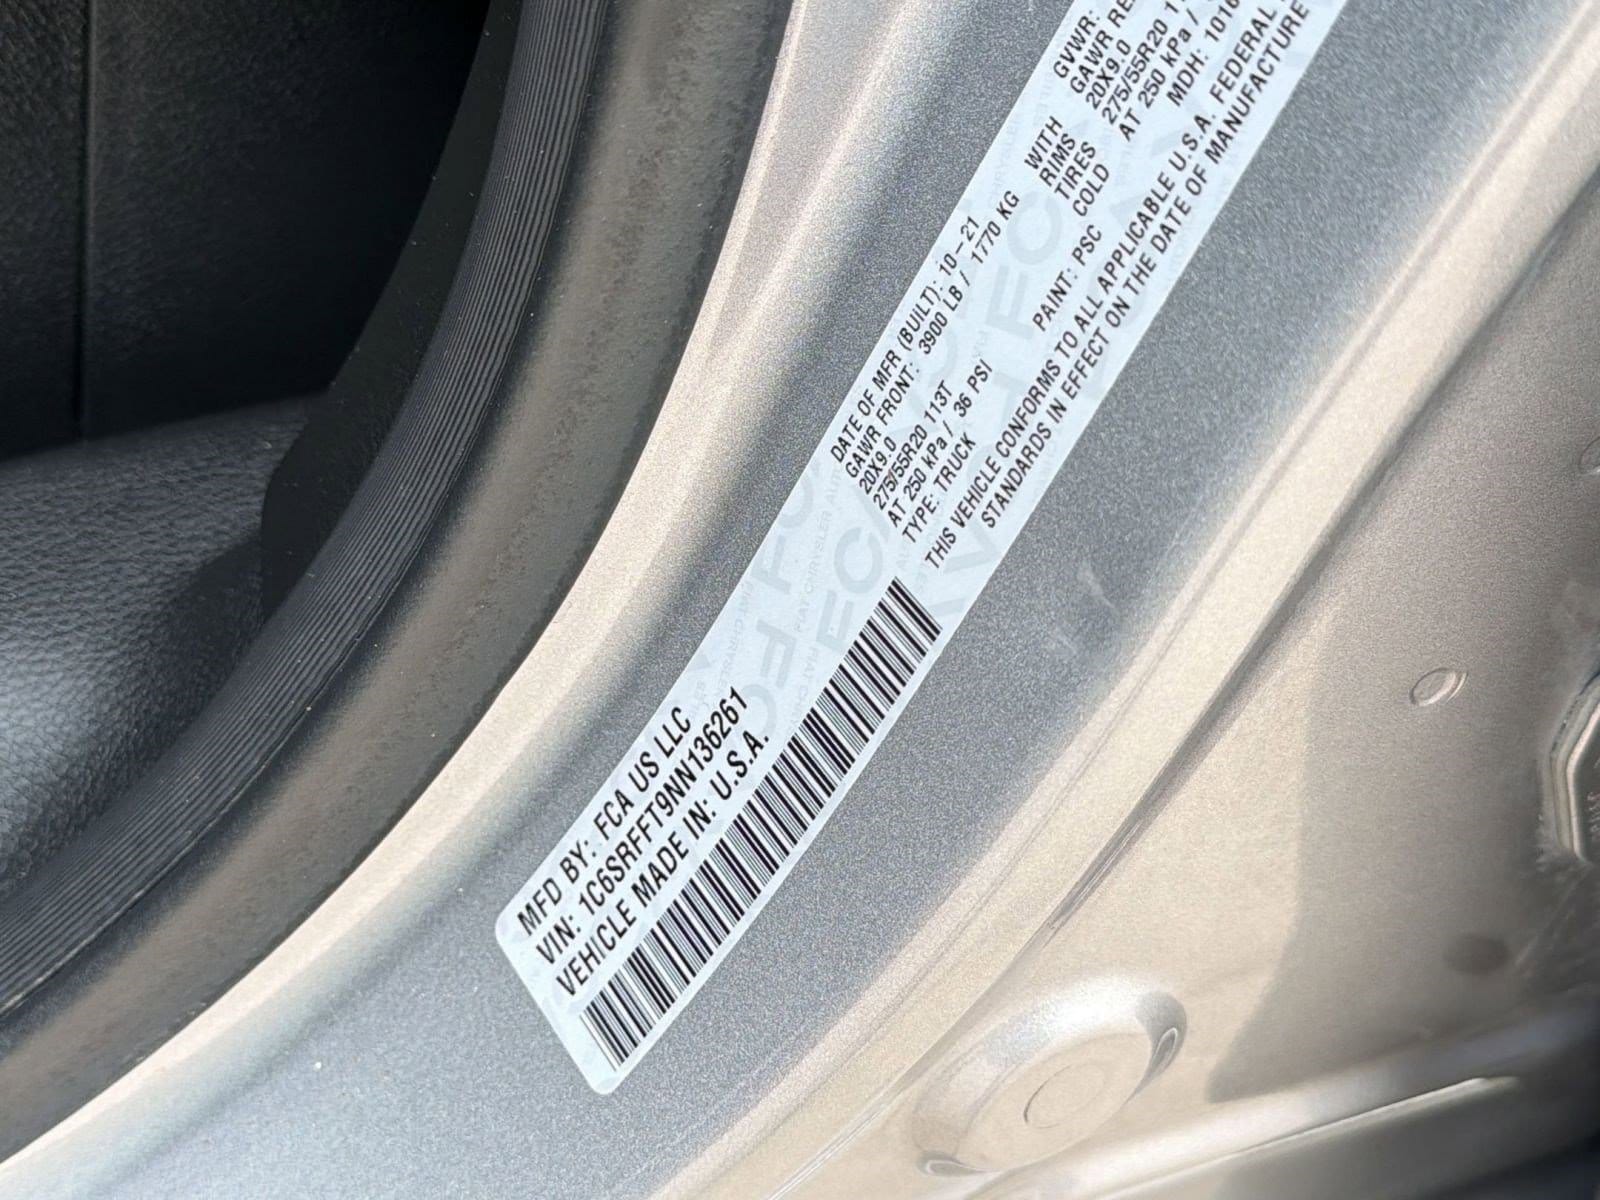 MFD BY: FCA US LLC
VIN: 1C6SRFFT9NN136261
VEHICLE MADE IN: U.S.A.
DATE OF MFR (BUILT): 10-21
GVWR:
GAWR FRONT: 3900 LB / 1770 KG
WITH
GAWR
20X9.0
RIMS
20X9.0
275/55R20 113T
TIRES
275/55R20
AT 250 kPa / 36 PSI
COLD
AT 250 kPa /
TYPE: TRUCK
PAINT: PSC
MDH: 1016
THIS VEHICLE CONFORMS TO ALL APPLICABLE U.S.A. FEDERAL
STANDARDS IN EFFECT ON THE DATE OF MANUFACTURE